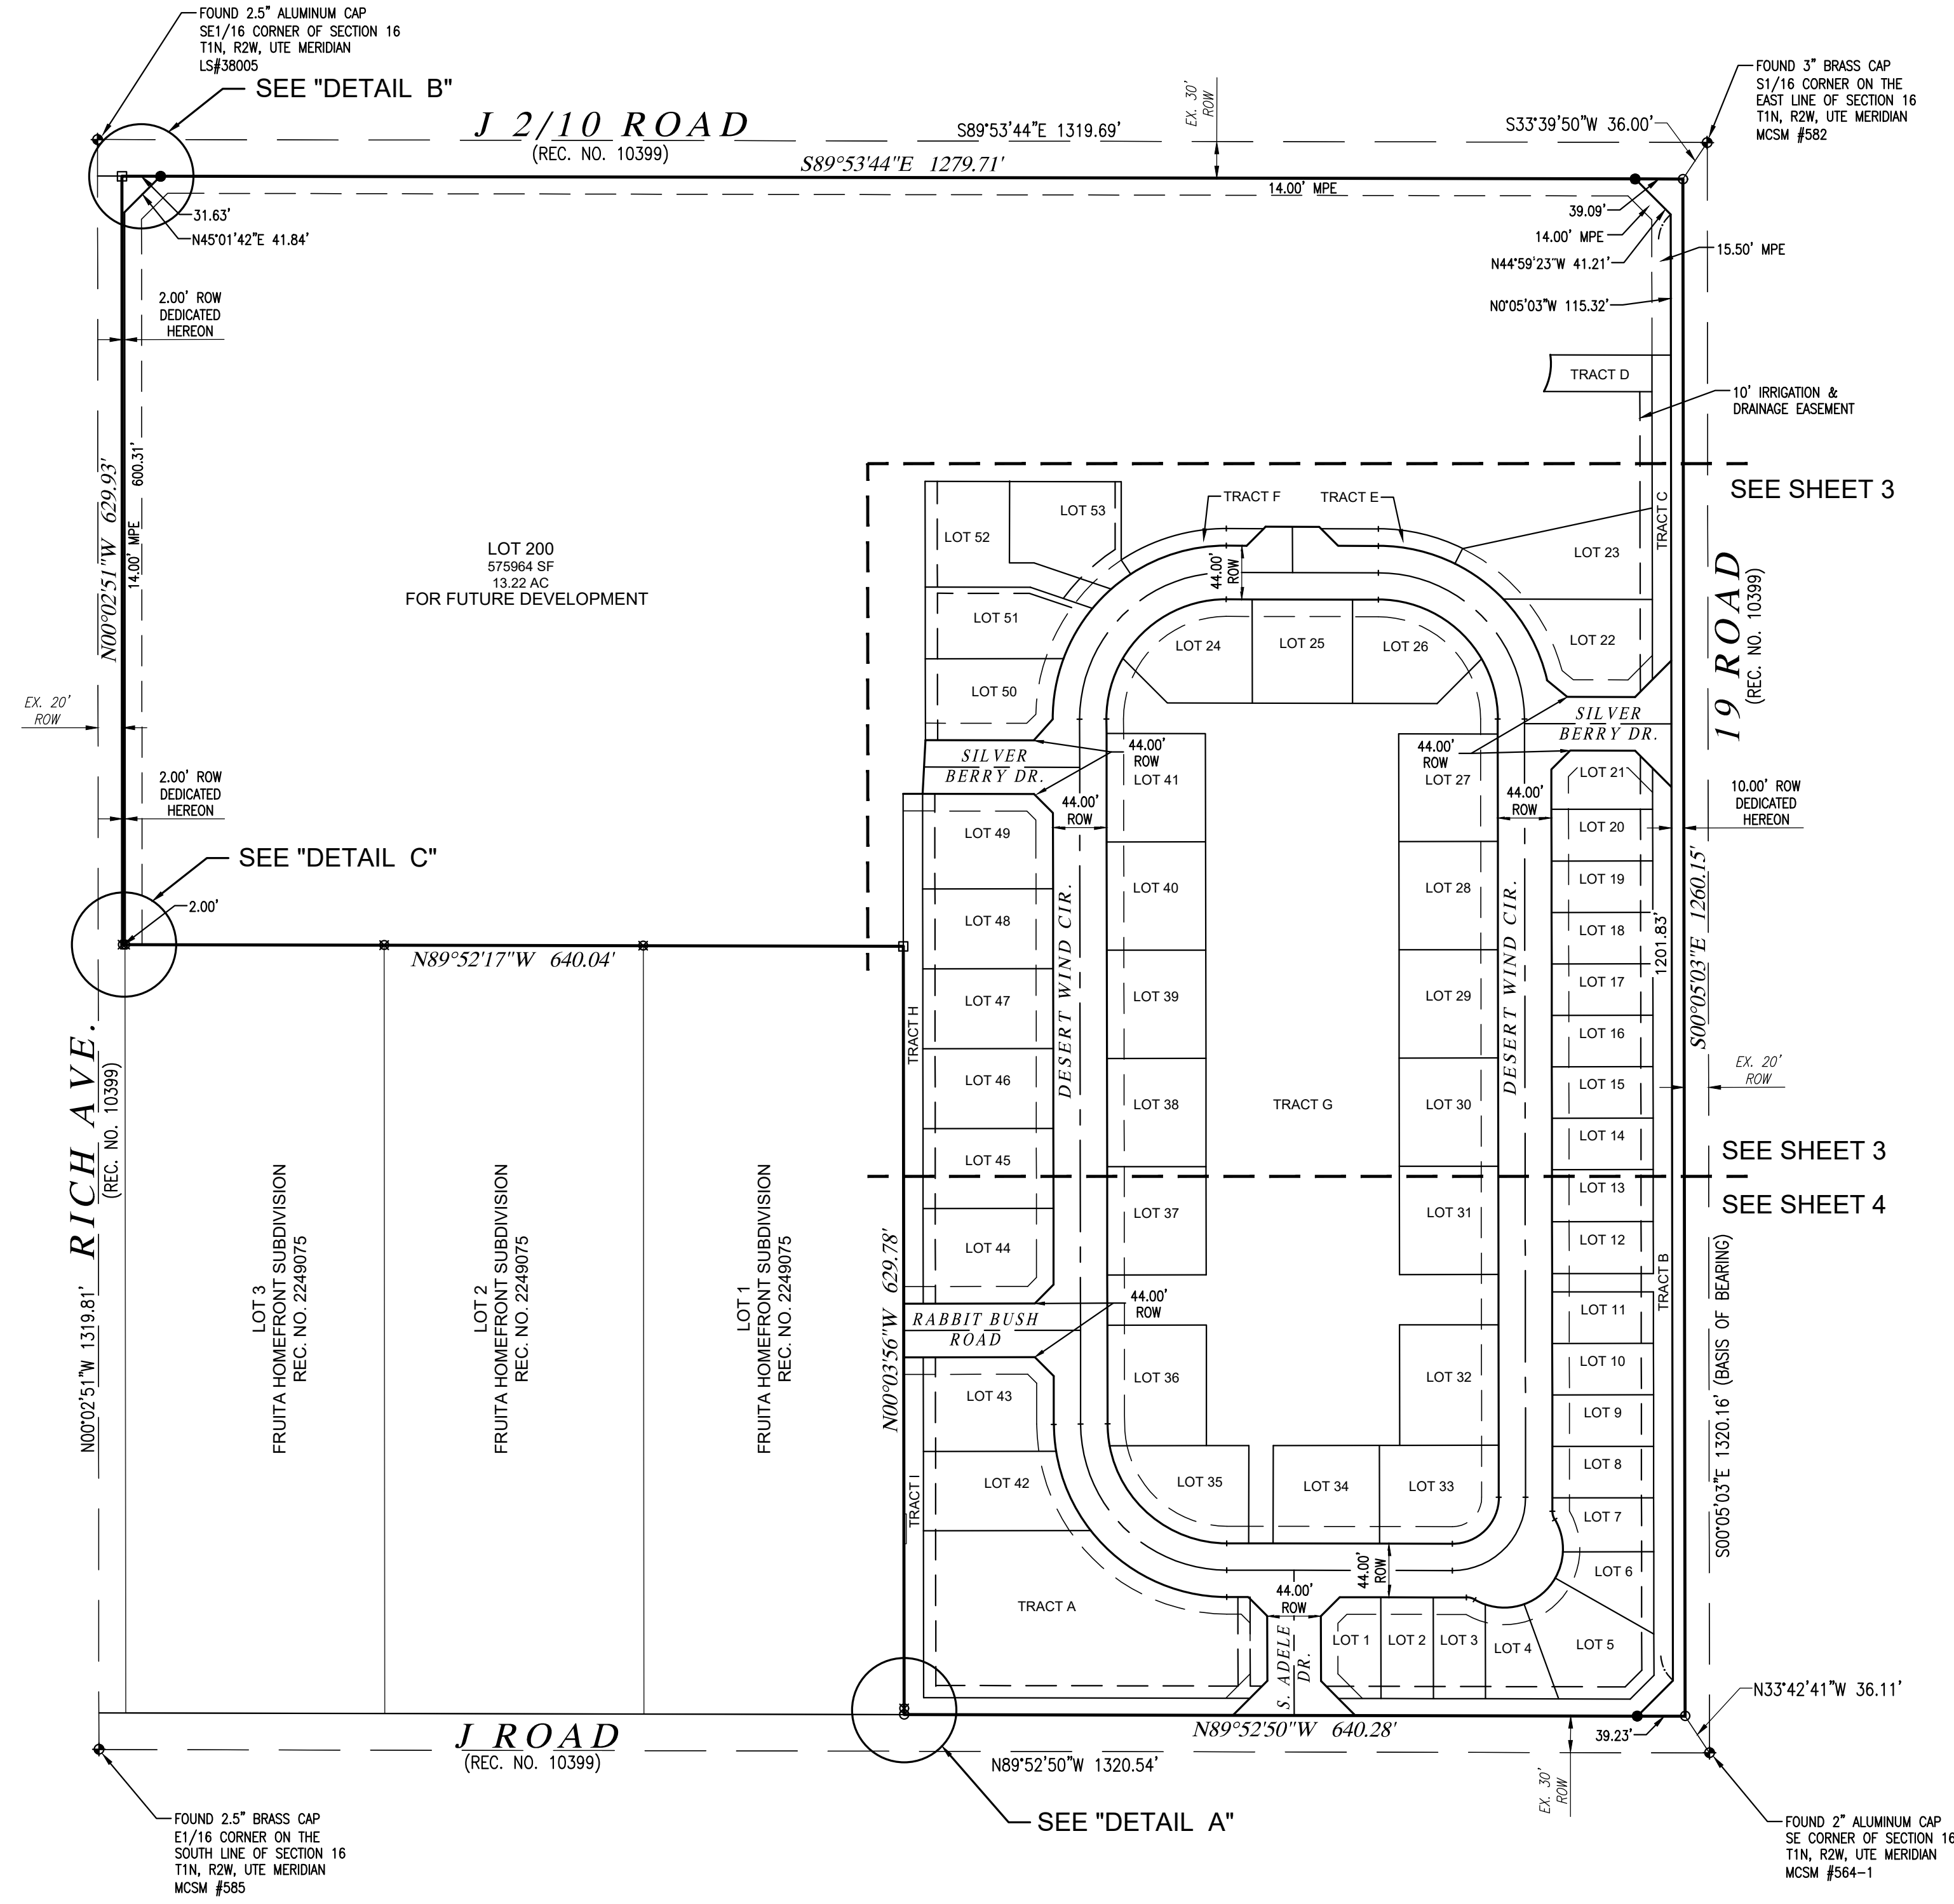 FOUND 2.5" ALUMINUM CAP
SE1/16 CORNER OF SECTION 16
T1N, R2W, UTE MERIDIAN
LS#38005
SEE "DETAIL B"
J 2/10 ROAD
(REC. NO. 10399)
S89°53'44"E 1319.69'
S89°53'44"E 1279.71'
EX. 30'
ROW
S33°39'50"W 36.00'
FOUND 3" BRASS CAP
S1/16 CORNER ON THE
EAST LINE OF SECTION 16
T1N, R2W, UTE MERIDIAN
MCSM #582
14.00' MPE
31.63'
N45°01'42"E 41.84'
39.09'
14.00' MPE
N44°59'23"W 41.21'
15.50' MPE
N0°05'03"W 115.32'
2.00' ROW
DEDICATED
HEREON
TRACT D
10' IRRIGATION &
DRAINAGE EASEMENT
N00°02'51"W 629.93'
14.00' MPE
600.31'
SEE SHEET 3
TRACT C
LOT 200
575964 SF
13.22 AC
FOR FUTURE DEVELOPMENT
LOT 52
LOT 53
TRACT F
TRACT E
44.00'
ROW
LOT 23
19 ROAD
(REC. NO. 10399)
LOT 51
LOT 24
LOT 25
LOT 26
LOT 22
LOT 50
EX. 20'
ROW
SILVER
BERRY DR.
44.00'
ROW
LOT 41
44.00'
ROW
LOT 27
SILVER
BERRY DR.
LOT 21
2.00' ROW
DEDICATED
HEREON
44.00'
ROW
44.00'
ROW
10.00' ROW
DEDICATED
HEREON
LOT 49
LOT 20
SEE "DETAIL C"
2.00'
N89°52'17"W 640.04'
LOT 48
LOT 40
LOT 28
LOT 19
LOT 18
1201.83'
S00°05'03"E 1260.15'
DESERT WIND CIR.
DESERT WIND CIR.
TRACT H
LOT 47
LOT 39
LOT 29
LOT 17
LOT 16
EX. 20'
ROW
LOT 46
LOT 38
TRACT G
LOT 30
LOT 15
LOT 14
RICH AVE.
(REC. NO. 10399)
LOT 45
SEE SHEET 3
LOT 13
SEE SHEET 4
LOT 37
LOT 31
LOT 12
LOT 44
LOT 3
FRUITA HOMEFRONT SUBDIVISION
REC. NO. 2249075
LOT 2
FRUITA HOMEFRONT SUBDIVISION
REC. NO. 2249075
LOT 1
FRUITA HOMEFRONT SUBDIVISION
REC. NO. 2249075
N00°02'51"W 1319.81'
N00°03'56"W 629.78'
TRACT B
S00°05'03"E 1320.16' (BASIS OF BEARING)
RABBIT BUSH
ROAD
44.00'
ROW
LOT 11
LOT 10
LOT 43
LOT 36
LOT 32
LOT 9
TRACT I
LOT 42
LOT 35
LOT 34
LOT 33
LOT 8
LOT 7
44.00'
ROW
LOT 6
44.00'
ROW
TRACT A
S. ADELE
DR.
LOT 1
LOT 2
LOT 3
LOT 4
LOT 5
N33°42'41"W 36.11'
J ROAD
(REC. NO. 10399)
N89°52'50"W 640.28'
39.23'
N89°52'50"W 1320.54'
EX. 30'
ROW
SEE "DETAIL A"
FOUND 2.5" BRASS CAP
E1/16 CORNER ON THE
SOUTH LINE OF SECTION 16
T1N, R2W, UTE MERIDIAN
MCSM #585
FOUND 2" ALUMINUM CAP
SE CORNER OF SECTION 16
T1N, R2W, UTE MERIDIAN
MCSM #564-1